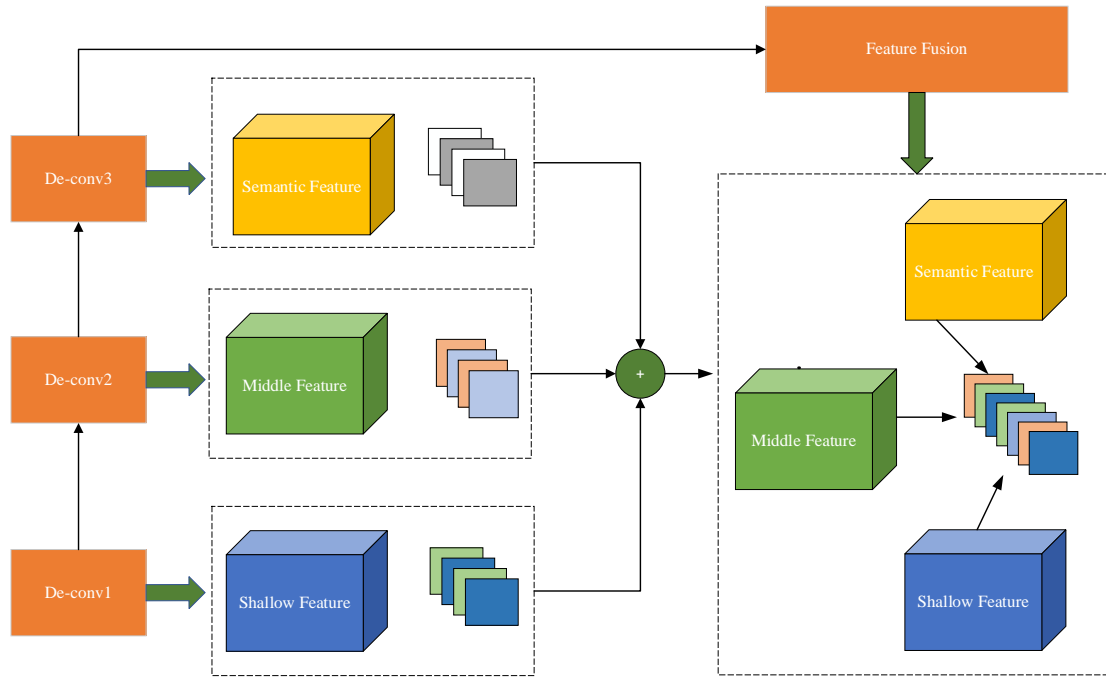 Feature Fusion
De-conv3
Semantic Feature
Semantic Feature
De-conv2
Middle Feature
+
Middle Feature
De-conv1
Shallow Feature
Shallow Feature